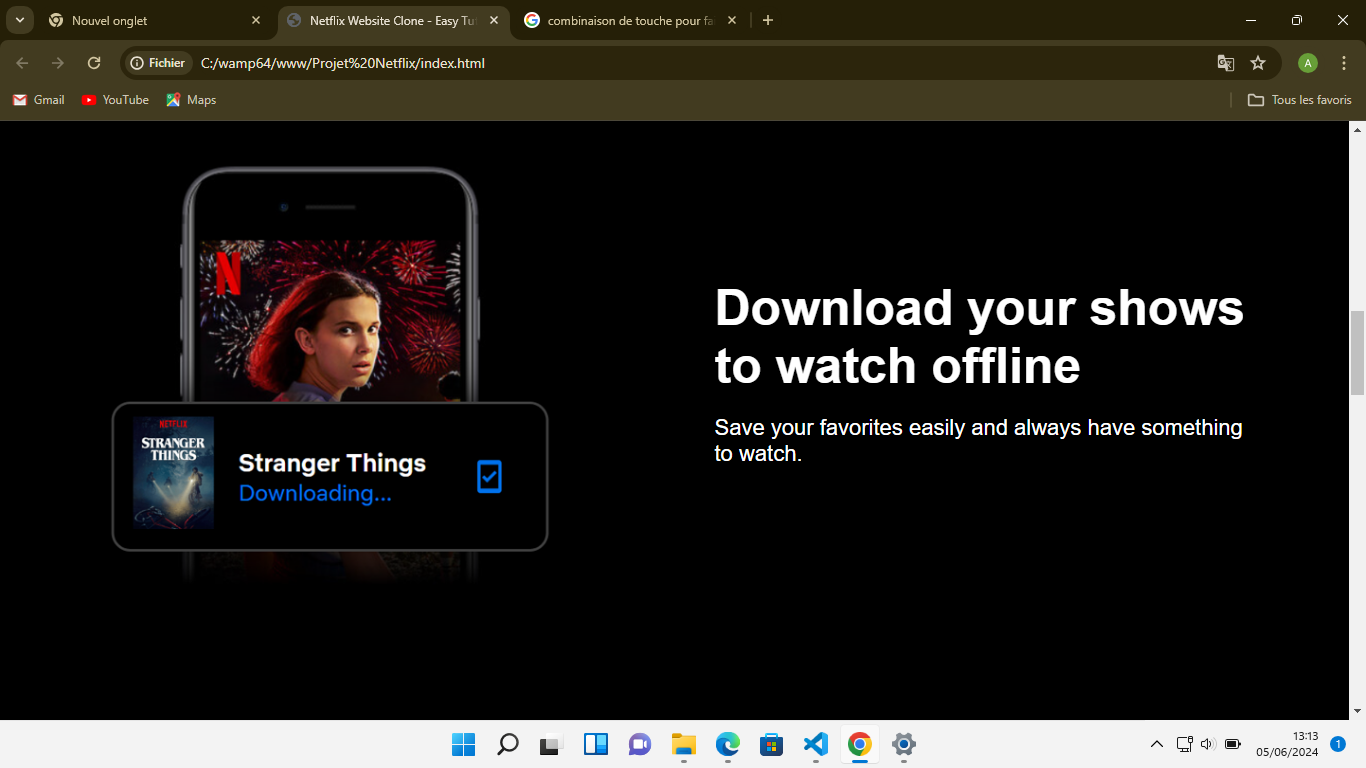 Nouvel onglet
Netflix Website Clone - Easy Tu
combinaison de touche pour fa
Fichier
C:/wamp64/www/Projet%20Netflix/index.html
A
Gmail
YouTube
Maps
Tous les favoris
N
Download your shows
to watch offline
Save your favorites easily and always have something
to watch.
NETFLIX
STRANGER
THINGS
Stranger Things
Downloading...
13:13
05/06/2024
1